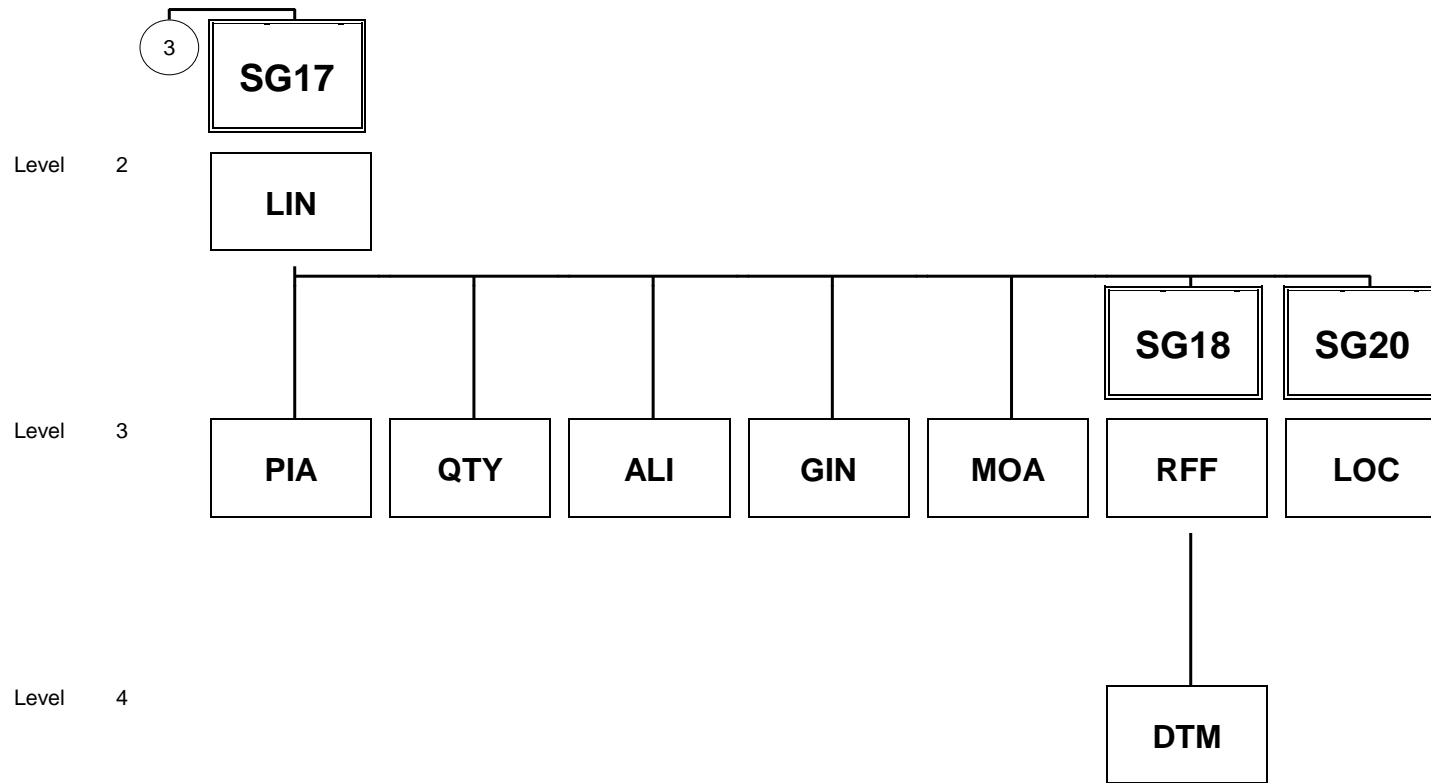 3
SG17
Level 2
LIN
SG18 SG20
Level 3
PIA QTY ALI GIN MOA RFF LOC
Level 4
DTM